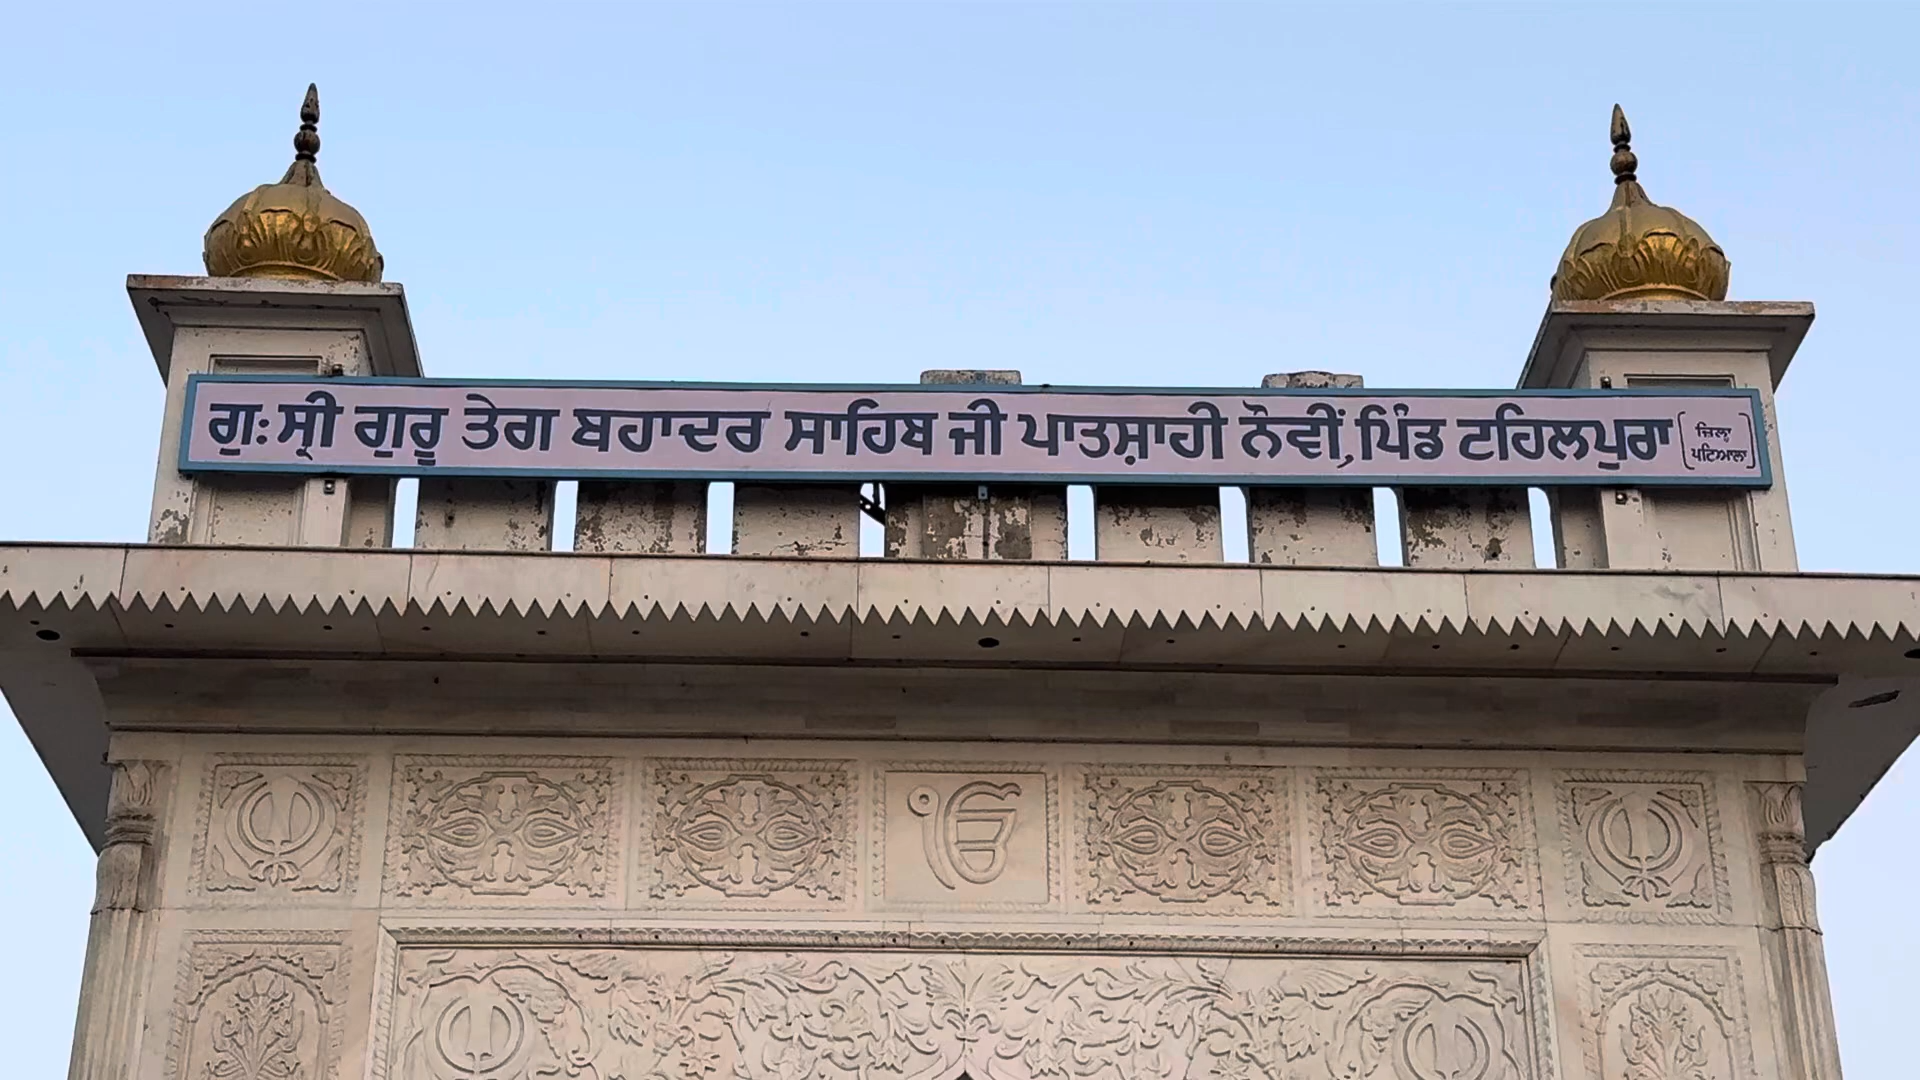 ਗੁਃ ਸ੍ਰੀ ਗੁਰੂ ਤੇਗ ਬਹਾਦਰ ਸਾਹਿਬ ਜੀ ਪਾਤਸ਼ਾਹੀ ਨੌਵੀਂ, ਪਿੰਡ ਟਹਿਲਪੁਰਾ
(ਜ਼ਿਲ੍ਹਾ
ਪਟਿਆਲਾ)
ੴ